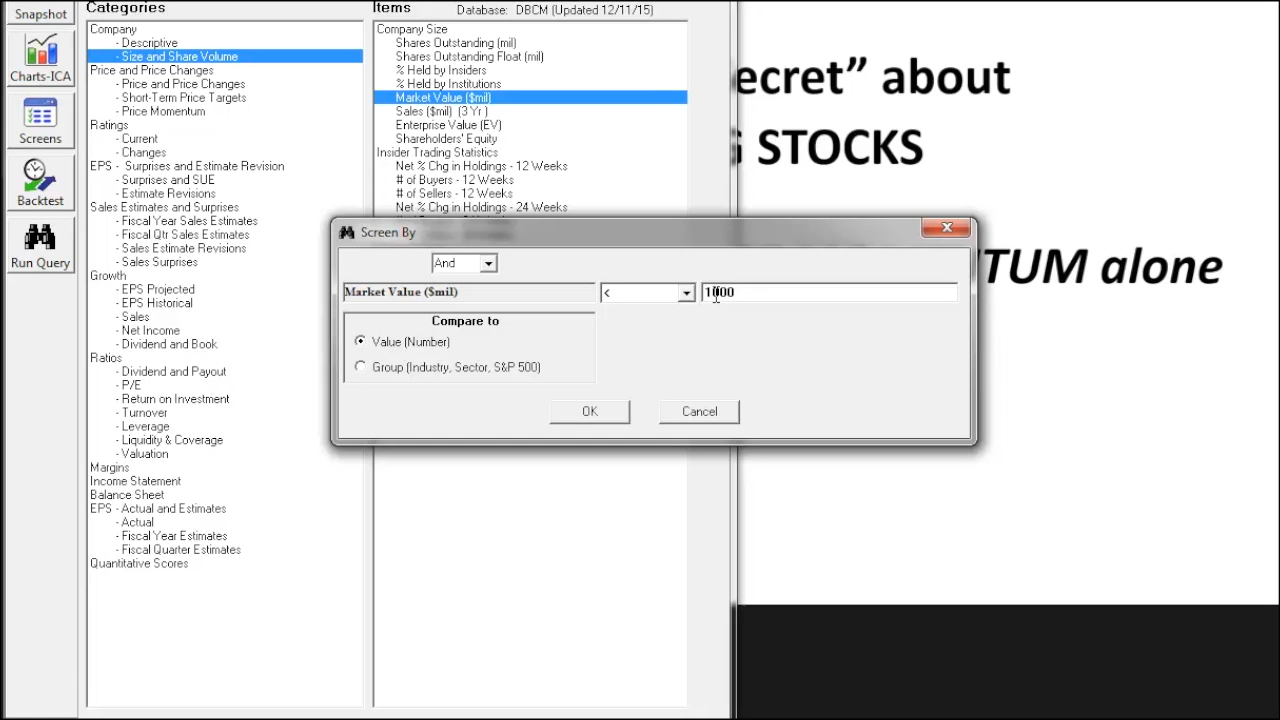 Snapshot
Charts-ICA
Screens
Backtest
Run Query
Categories
Company
- Descriptive
- Size and Share Volume
Price and Price Changes
- Price and Price Changes
- Short-Term Price Targets
- Price Momentum
Ratings
- Current
- Changes
EPS - Surprises and Estimate Revision
- Surprises and SUE
- Estimate Revisions
Sales Estimates and Surprises
- Fiscal Year Sales Estimates
- Fiscal Qtr Sales Estimates
- Sales Estimate Revisions
- Sales Surprises
Growth
- EPS Projected
- EPS Historical
- Sales
- Net Income
- Dividend and Book
Ratios
- Dividend and Payout
- P/E
- Return on Investment
- Turnover
- Leverage
- Liquidity & Coverage
- Valuation
Margins
Income Statement
Balance Sheet
EPS - Actual and Estimates
- Actual
- Fiscal Year Estimates
- Fiscal Quarter Estimates
Quantitative Scores
Items Database: DBCM (Updated 12/11/15)
Company Size
Shares Outstanding (mil)
Shares Outstanding Float (mil)
% Held by Insiders
% Held by Institutions
Market Value ($mil)
Sales ($mil) (3 Yr )
Enterprise Value (EV)
Shareholders' Equity
Insider Trading Statistics
Net % Chg in Holdings - 12 Weeks
# of Buyers - 12 Weeks
# of Sellers - 12 Weeks
Net % Chg in Holdings - 24 Weeks
Screen By
And
Market Value ($mil) < 1000
Compare to
Value (Number)
Group (Industry, Sector, S&P 500)
OK Cancel
ecret” about
STOCKS
TUM alone